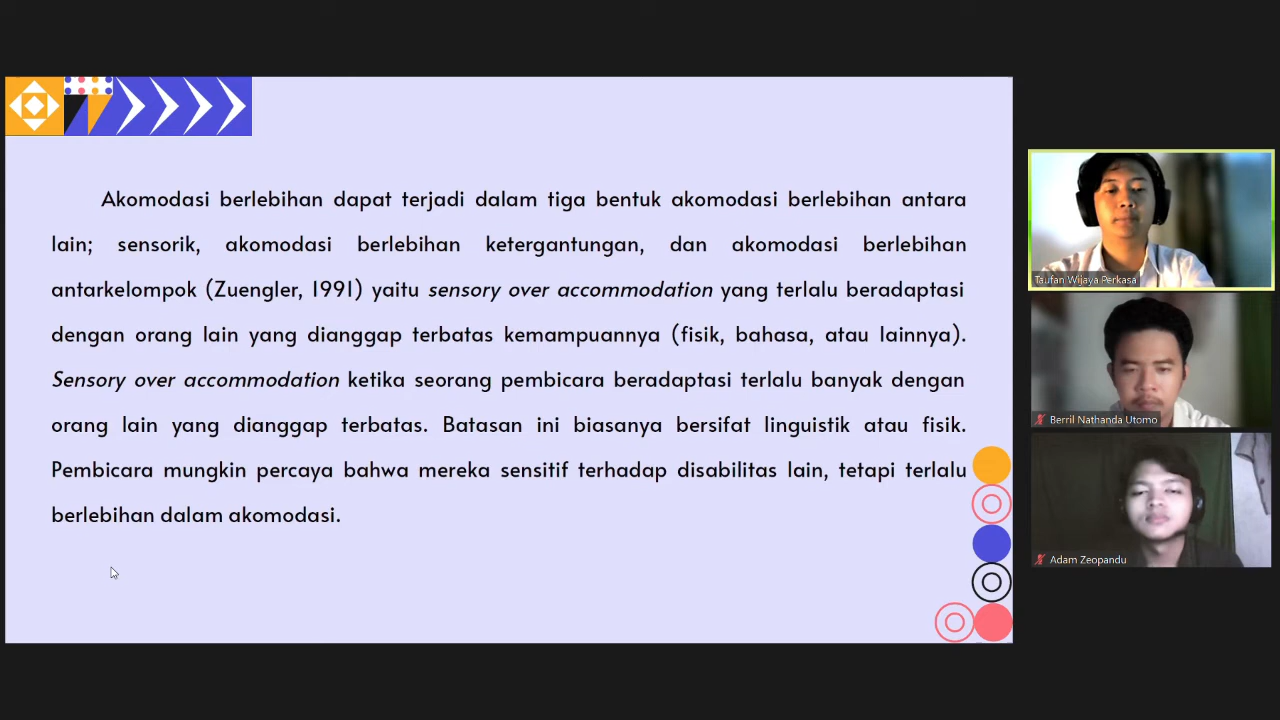 Akomodasi berlebihan dapat terjadi dalam tiga bentuk akomodasi berlebihan antara
lain; sensorik, akomodasi berlebihan ketergantungan, dan akomodasi berlebihan
antarkelompok (Zuengler, 1991) yaitu sensory over accommodation yang terlalu beradaptasi
dengan orang lain yang dianggap terbatas kemampuannya (fisik, bahasa, atau lainnya).
Sensory over accommodation ketika seorang pembicara beradaptasi terlalu banyak dengan
orang lain yang dianggap terbatas. Batasan ini biasanya bersifat linguistik atau fisik.
Pembicara mungkin percaya bahwa mereka sensitif terhadap disabilitas lain, tetapi terlalu
berlebihan dalam akomodasi.
Taufan Wijaya Perkasa
Berril Nathanda Utomo
Adam Zeopandu